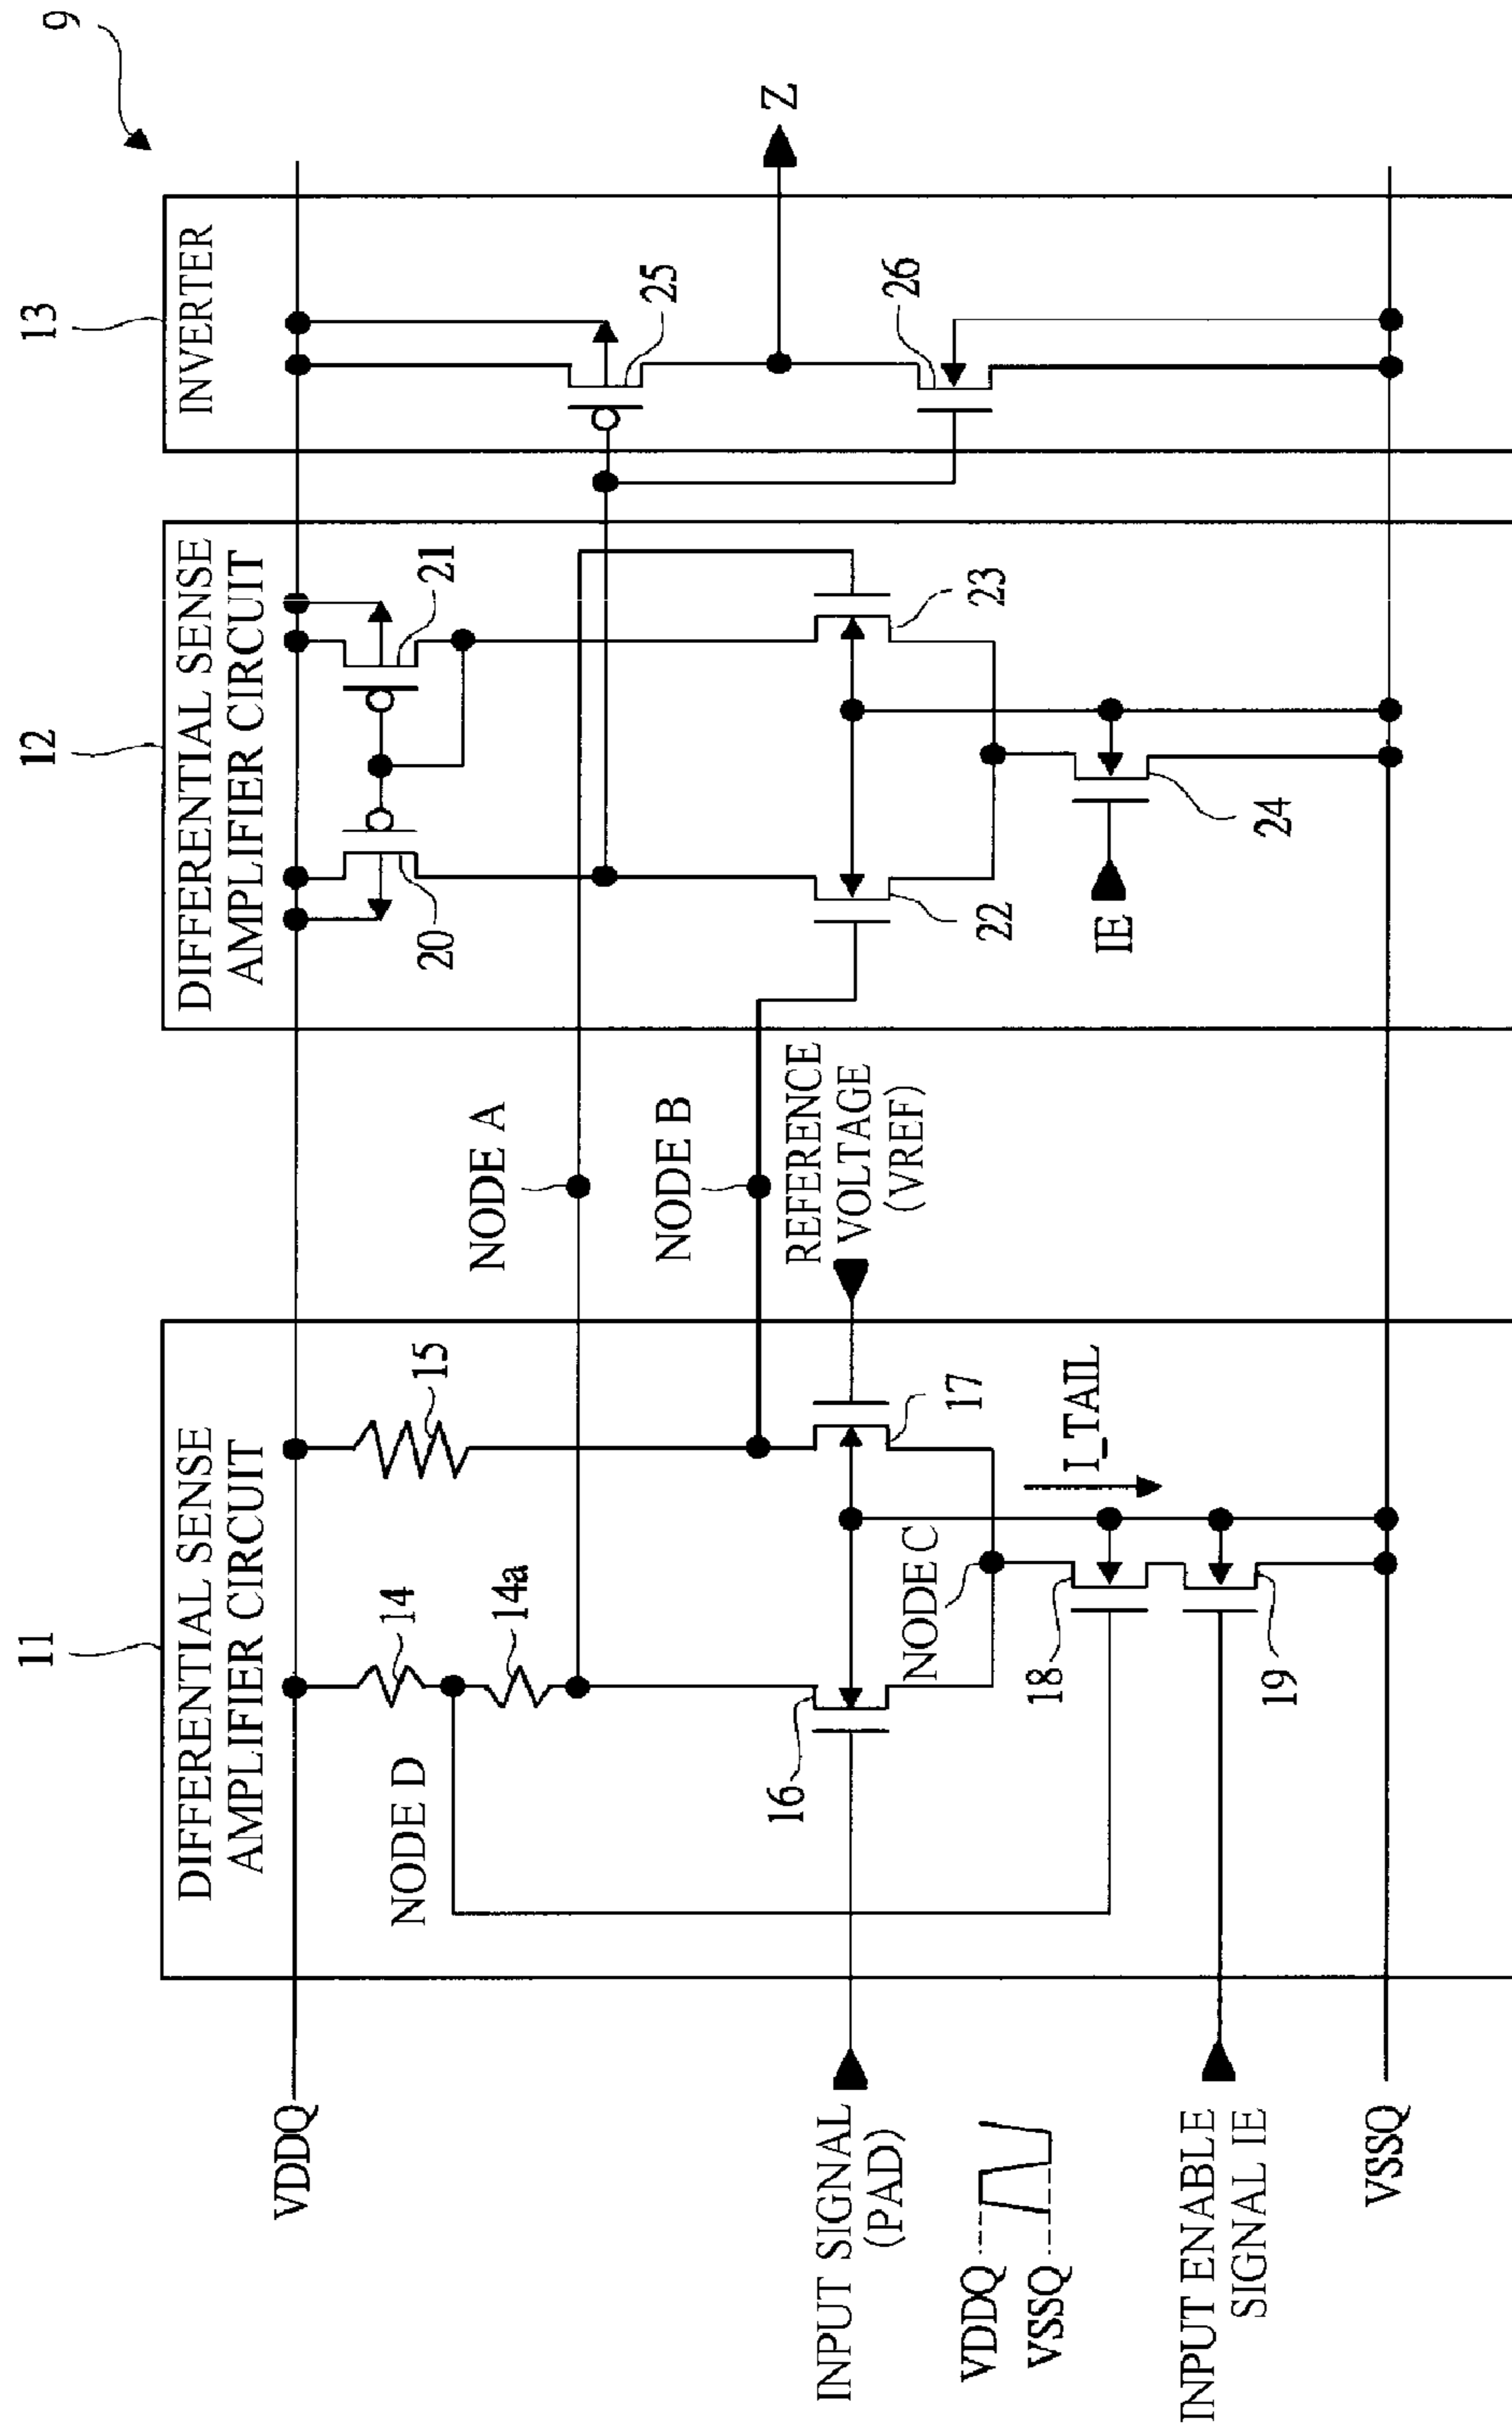 9
11
12
13
DIFFERENTIAL SENSE
AMPLIFIER CIRCUIT
DIFFERENTIAL SENSE
AMPLIFIER CIRCUIT
INVERTER
VDDQ
14
15
20
21
NODE D
14a
NODE A
25
NODE B
Z
16
REFERENCE
VOLTAGE
(VREF)
INPUT SIGNAL
(PAD)
17
22
23
26
NODE C
VDDQ
VSSQ
18
I_TAIL
IE
24
INPUT ENABLE
SIGNAL IE
19
VSSQ